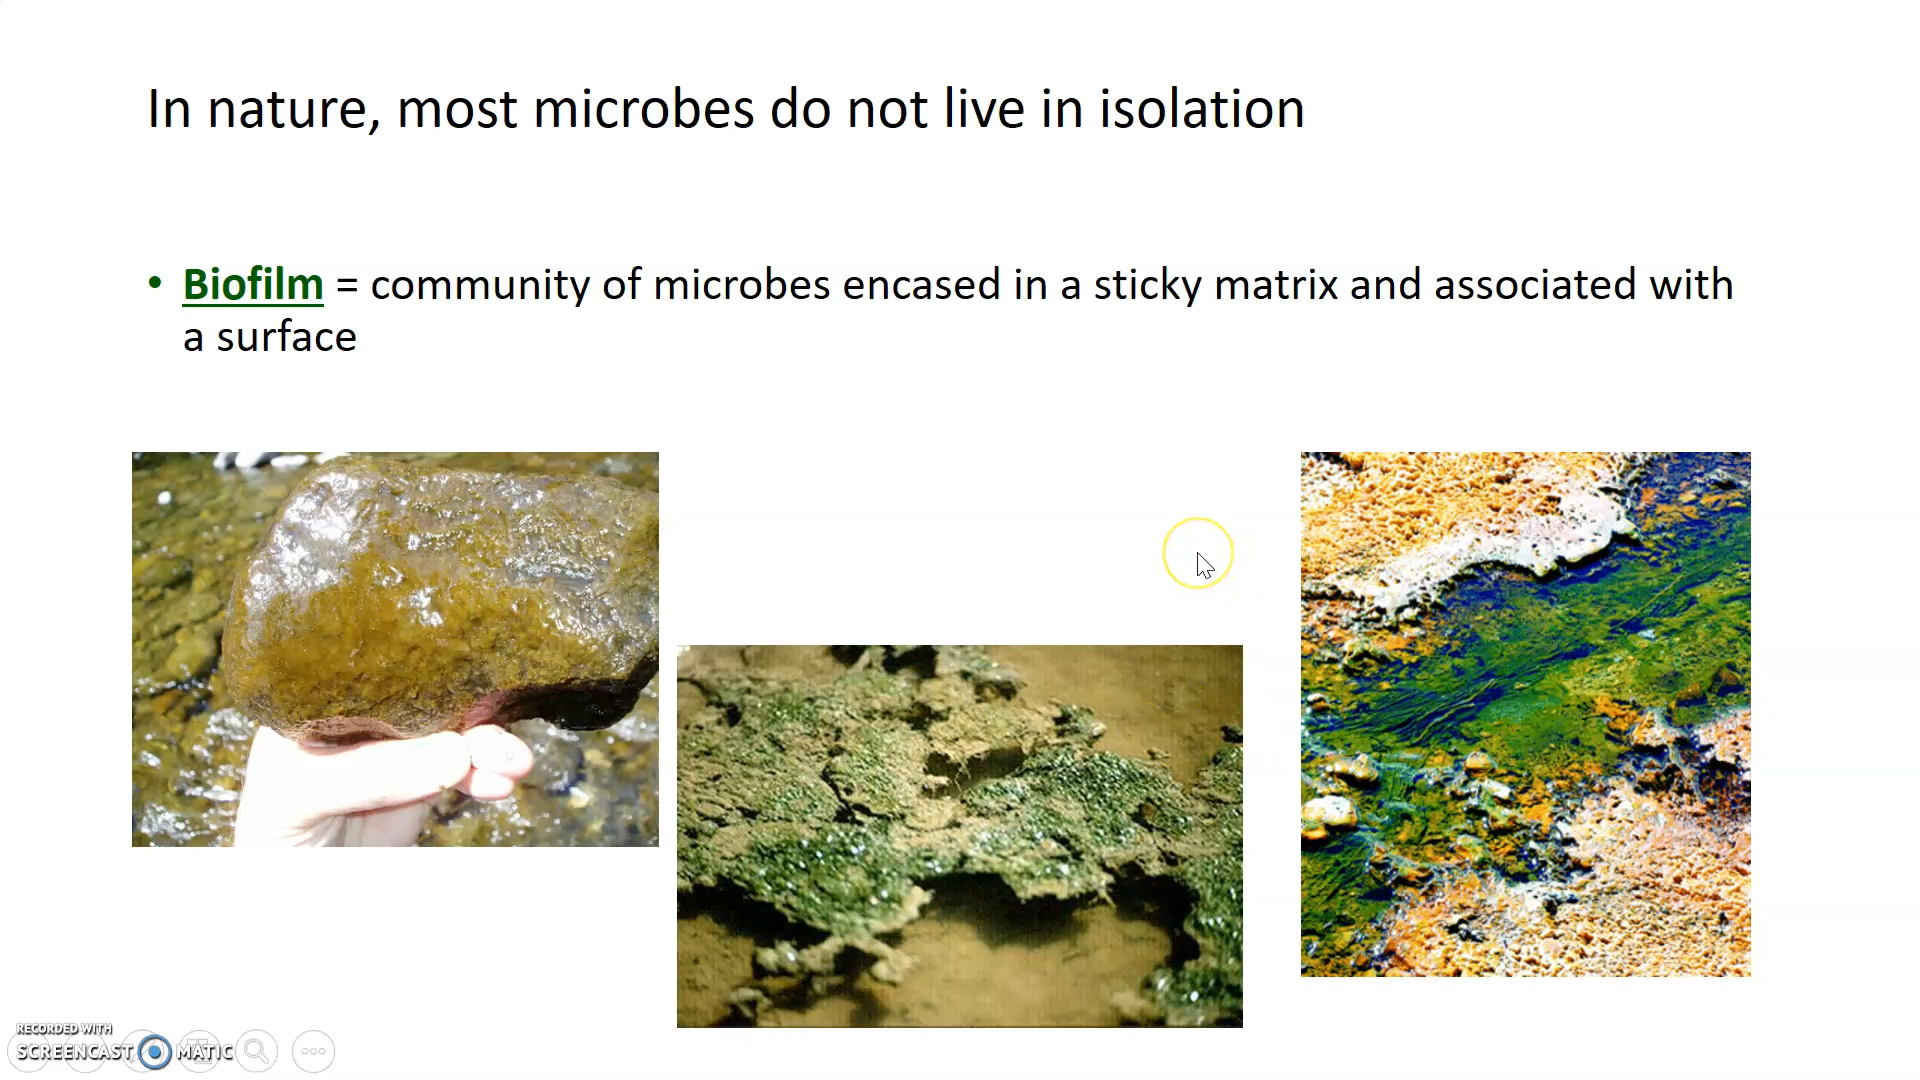 In nature, most microbes do not live in isolation
• Biofilm = community of microbes encased in a sticky matrix and associated with
a surface
RECORDED WITH
SCREENCAST MATIC